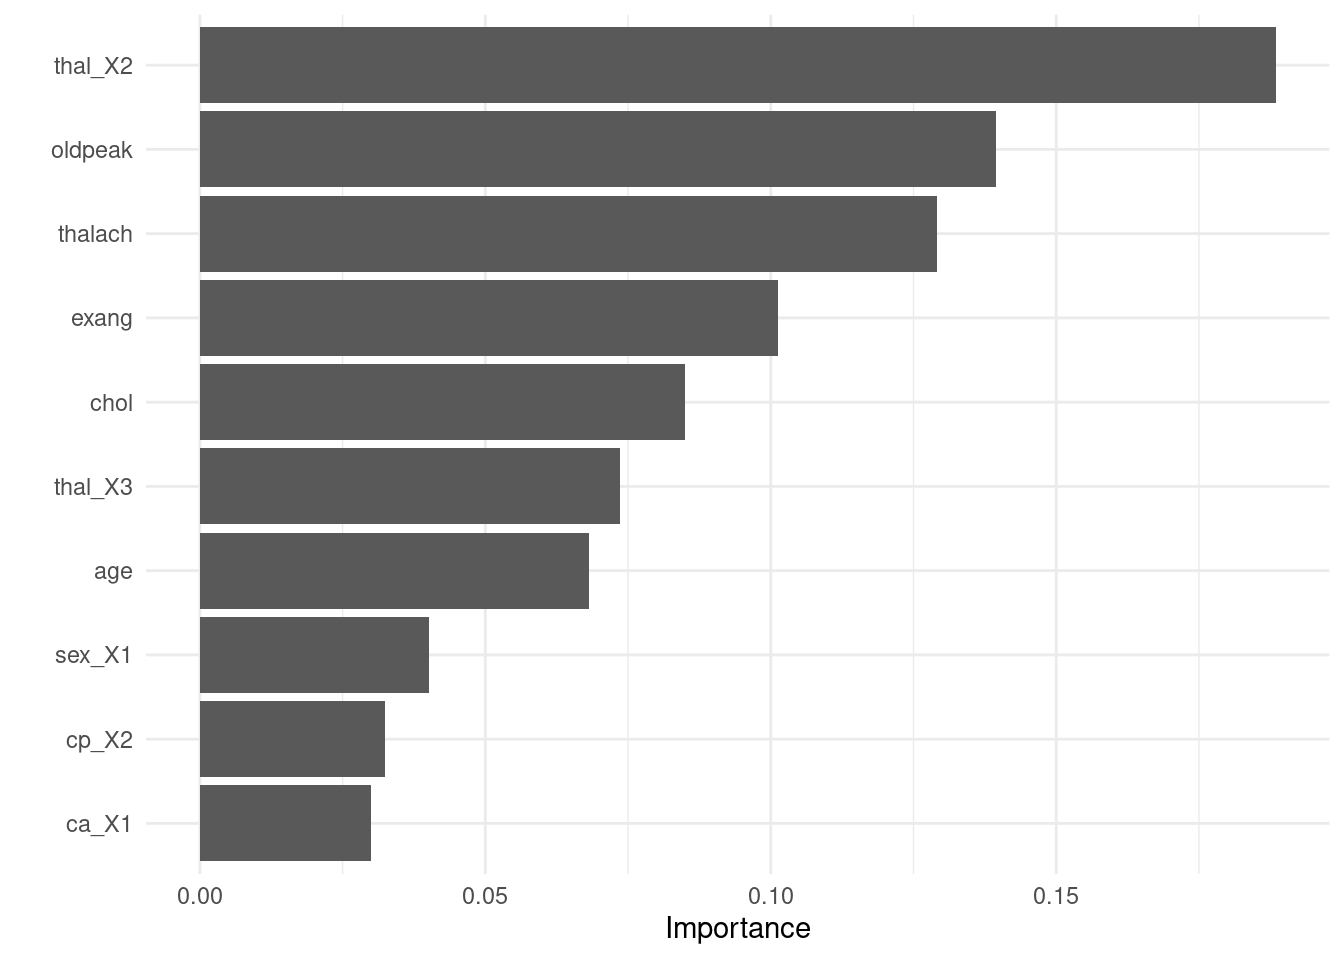 thal_X2
oldpeak
thalach
exang
chol
thal_X3
age
sex_X1
cp_X2
ca_X1
0.00 0.05 0.10 0.15
Importance